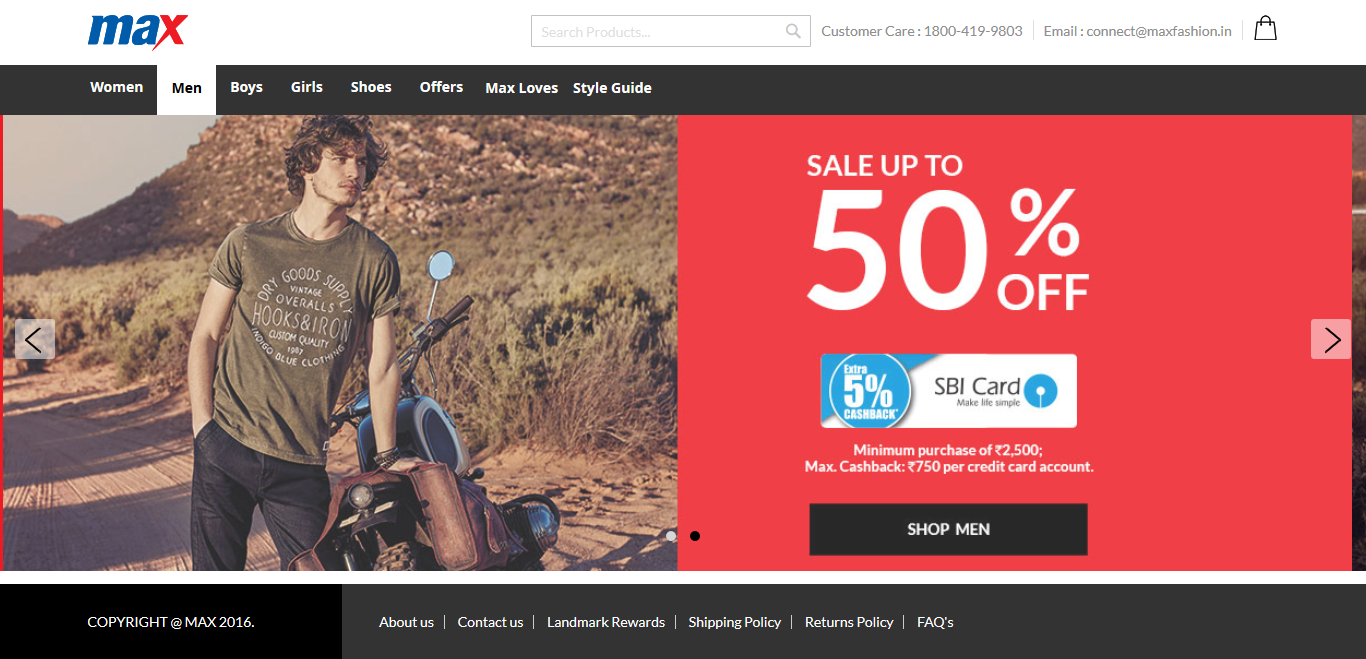 max
Search Products...
Customer Care : 1800-419-9803
Email : connect@maxfashion.in
Women Men Boys Girls Shoes Offers Max Loves Style Guide
DRY GOODS SUPPLY
VINTAGE
OVERALLS
HOOKS&IRON
CUSTOM QUALITY
1987
INDIGO BLUE CLOTHING
SALE UP TO
50%
OFF
Extra
5%
CASHBACK*
SBI Card
Make life simple
Minimum purchase of ₹2,500;
Max. Cashback: ₹750 per credit card account.
SHOP MEN
COPYRIGHT @ MAX 2016.
About us | Contact us | Landmark Rewards | Shipping Policy | Returns Policy | FAQ's